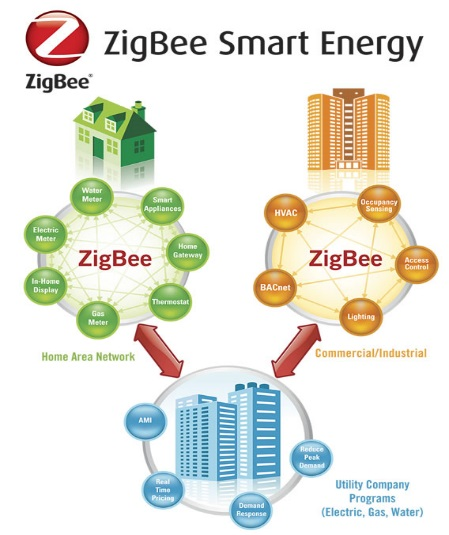 ZigBee Smart Energy
Z
ZigBee®
Water
Meter
Smart
Appliances
Electric
Meter
Home
Gateway
ZigBee
In-Home
Display
Thermostat
Gas
Meter
HVAC
Occupancy
Sensing
ZigBee
Access
Control
BACnet
Lighting
Home Area Network
Commercial/Industrial
AMI
Reduce
Peak
Demand
Real
Time
Pricing
Demand
Response
Utility Company
Programs
(Electric, Gas, Water)